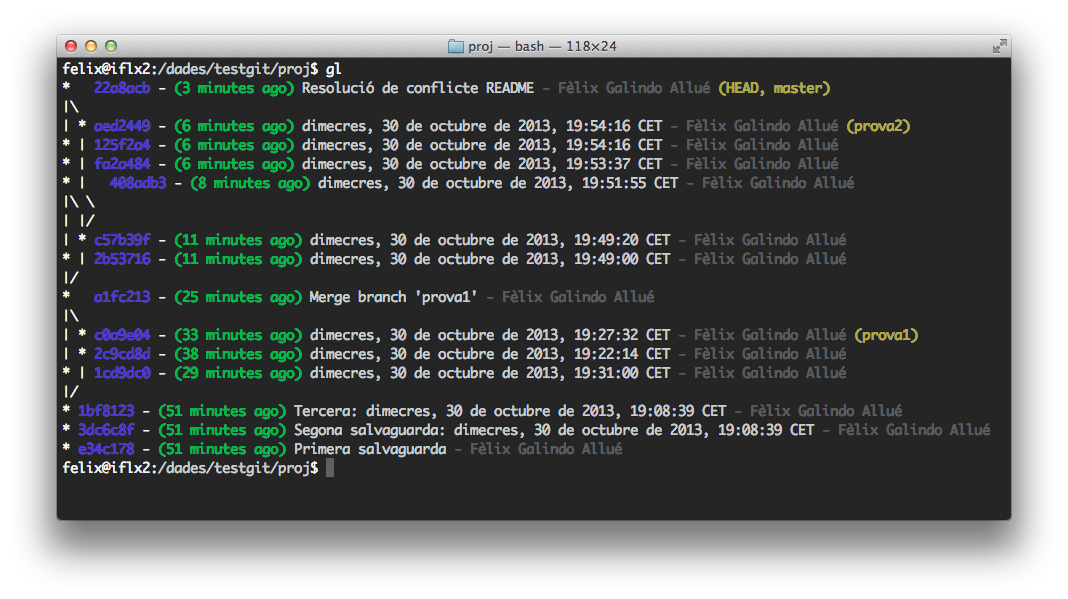 proj — bash — 118×24
felix@iflx2:/dades/testgit/proj$ gl
*   22a8acb - (3 minutes ago) Resolució de conflicte README - Fèlix Galindo Allué (HEAD, master)
|\
| * aed2449 - (6 minutes ago) dimecres, 30 de octubre de 2013, 19:54:16 CET - Fèlix Galindo Allué (prova2)
* | 125f2a4 - (6 minutes ago) dimecres, 30 de octubre de 2013, 19:54:16 CET - Fèlix Galindo Allué
* | fa2a484 - (6 minutes ago) dimecres, 30 de octubre de 2013, 19:53:37 CET - Fèlix Galindo Allué
* |   408adb3 - (8 minutes ago) dimecres, 30 de octubre de 2013, 19:51:55 CET - Fèlix Galindo Allué
|\ \
| |/
| * c57b39f - (11 minutes ago) dimecres, 30 de octubre de 2013, 19:49:20 CET - Fèlix Galindo Allué
* | 2b53716 - (11 minutes ago) dimecres, 30 de octubre de 2013, 19:49:00 CET - Fèlix Galindo Allué
|/
*   a1fc213 - (25 minutes ago) Merge branch 'prova1' - Fèlix Galindo Allué
|\
| * c0a9e04 - (33 minutes ago) dimecres, 30 de octubre de 2013, 19:27:32 CET - Fèlix Galindo Allué (prova1)
| * 2c9cd8d - (38 minutes ago) dimecres, 30 de octubre de 2013, 19:22:14 CET - Fèlix Galindo Allué
* | 1cd9dc0 - (29 minutes ago) dimecres, 30 de octubre de 2013, 19:31:00 CET - Fèlix Galindo Allué
|/
* 1bf8123 - (51 minutes ago) Tercera: dimecres, 30 de octubre de 2013, 19:08:39 CET - Fèlix Galindo Allué
* 3dc6c8f - (51 minutes ago) Segona salvaguarda: dimecres, 30 de octubre de 2013, 19:08:39 CET - Fèlix Galindo Allué
* e34c178 - (51 minutes ago) Primera salvaguarda - Fèlix Galindo Allué
felix@iflx2:/dades/testgit/proj$